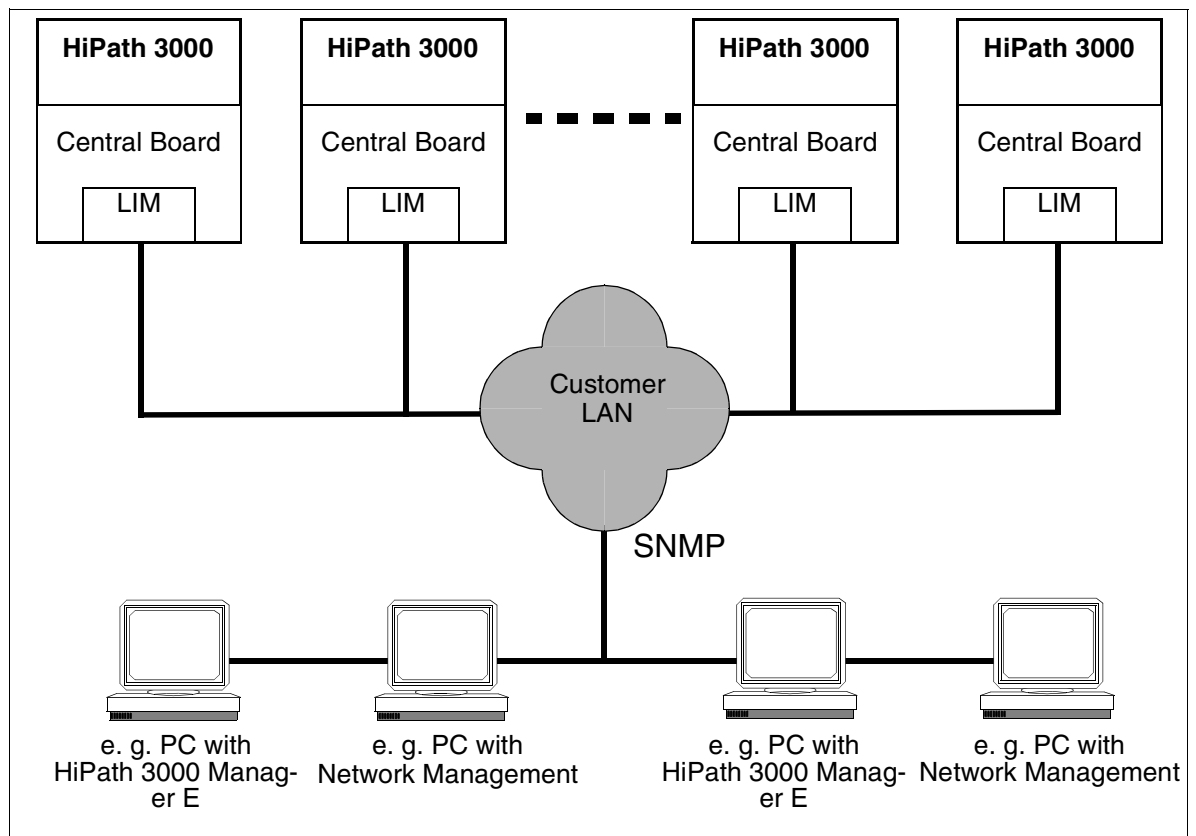 HiPath 3000
HiPath 3000
HiPath 3000
HiPath 3000
Central Board
Central Board
Central Board
Central Board
LIM
LIM
LIM
LIM
Customer
LAN
SNMP
e. g. PC with
HiPath 3000 Manag-
er E
e. g. PC with
Network Management
e. g. PC with
HiPath 3000 Manag-
er E
e. g. PC with
Network Management